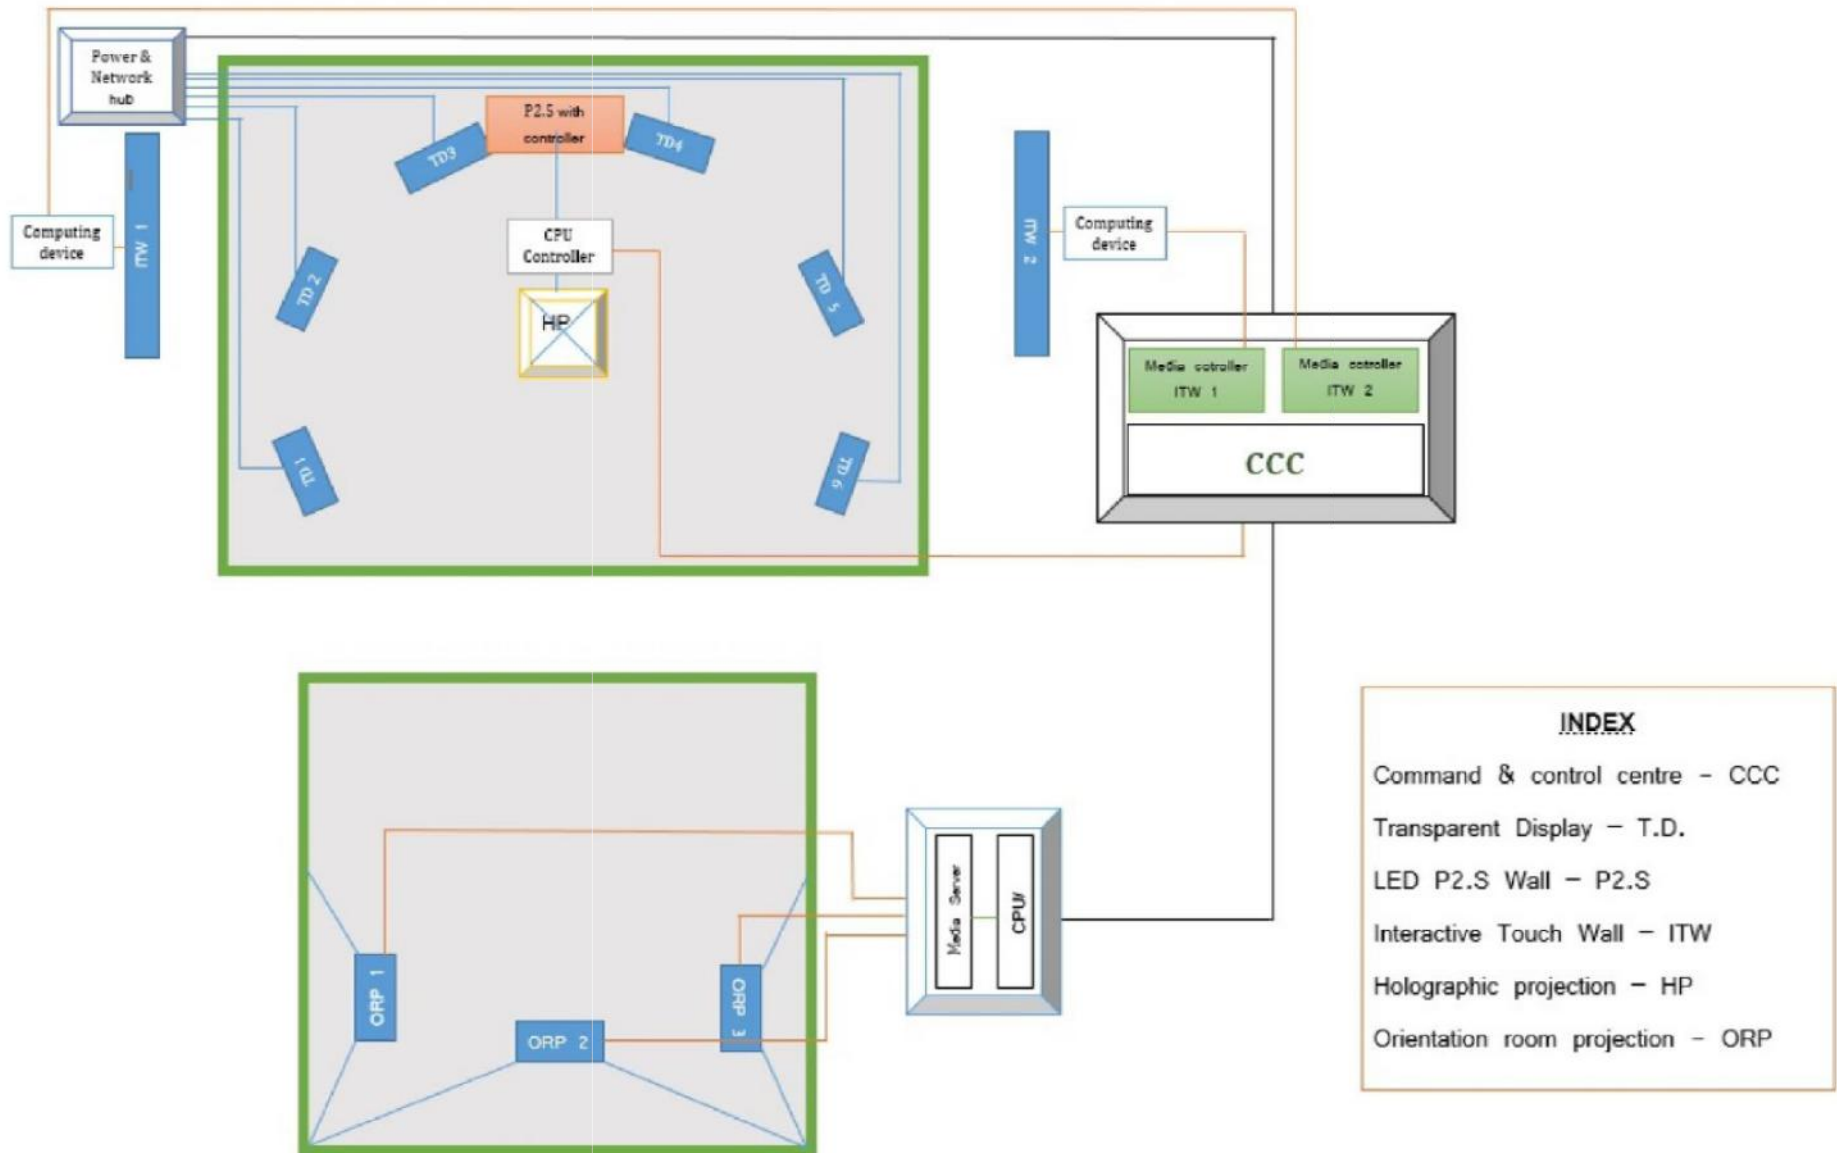 Power &
Network
huD
P2.S with
controller
TD3
TD4
ITW 1
Computing
device
CPU
Controller
TD 2
TD 5
HP
ITW 2
Computing
device
Media cotroller
ITW 1
Media cotroller
ITW 2
CCC
TD 1
TD 6
ORP 1
ORP 2
ORP 3
Media Server
CPU/
INDEX
Command & control centre - CCC
Transparent Display - T.D.
LED P2.S Wall - P2.S
Interactive Touch Wall - ITW
Holographic projection - HP
Orientation room projection - ORP